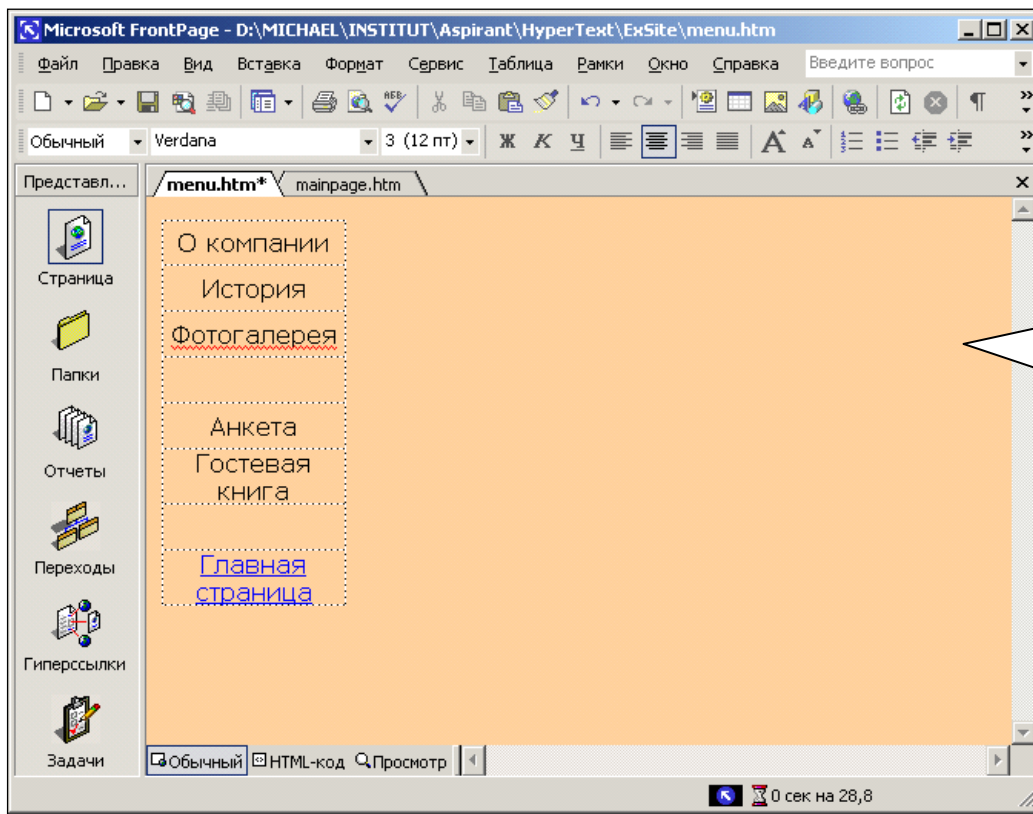 Microsoft FrontPage - D:\MICHAEL\INSTITUT\Aspirant\HyperText\ExSite\menu.htm
Файл Правка Вид Вставка Формат Сервис Таблица Рамки Окно Справка Введите вопрос
Обычный Verdana 3 (12 пт) Ж К Ч
Представл... menu.htm* mainpage.htm
Страница
Папки
Отчеты
Переходы
Гиперссылки
Задачи
О компании
История
Фотогалерея
Анкета
Гостевая
книга
Главная
страница
Обычный HTML-код Просмотр
0 сек на 28,8